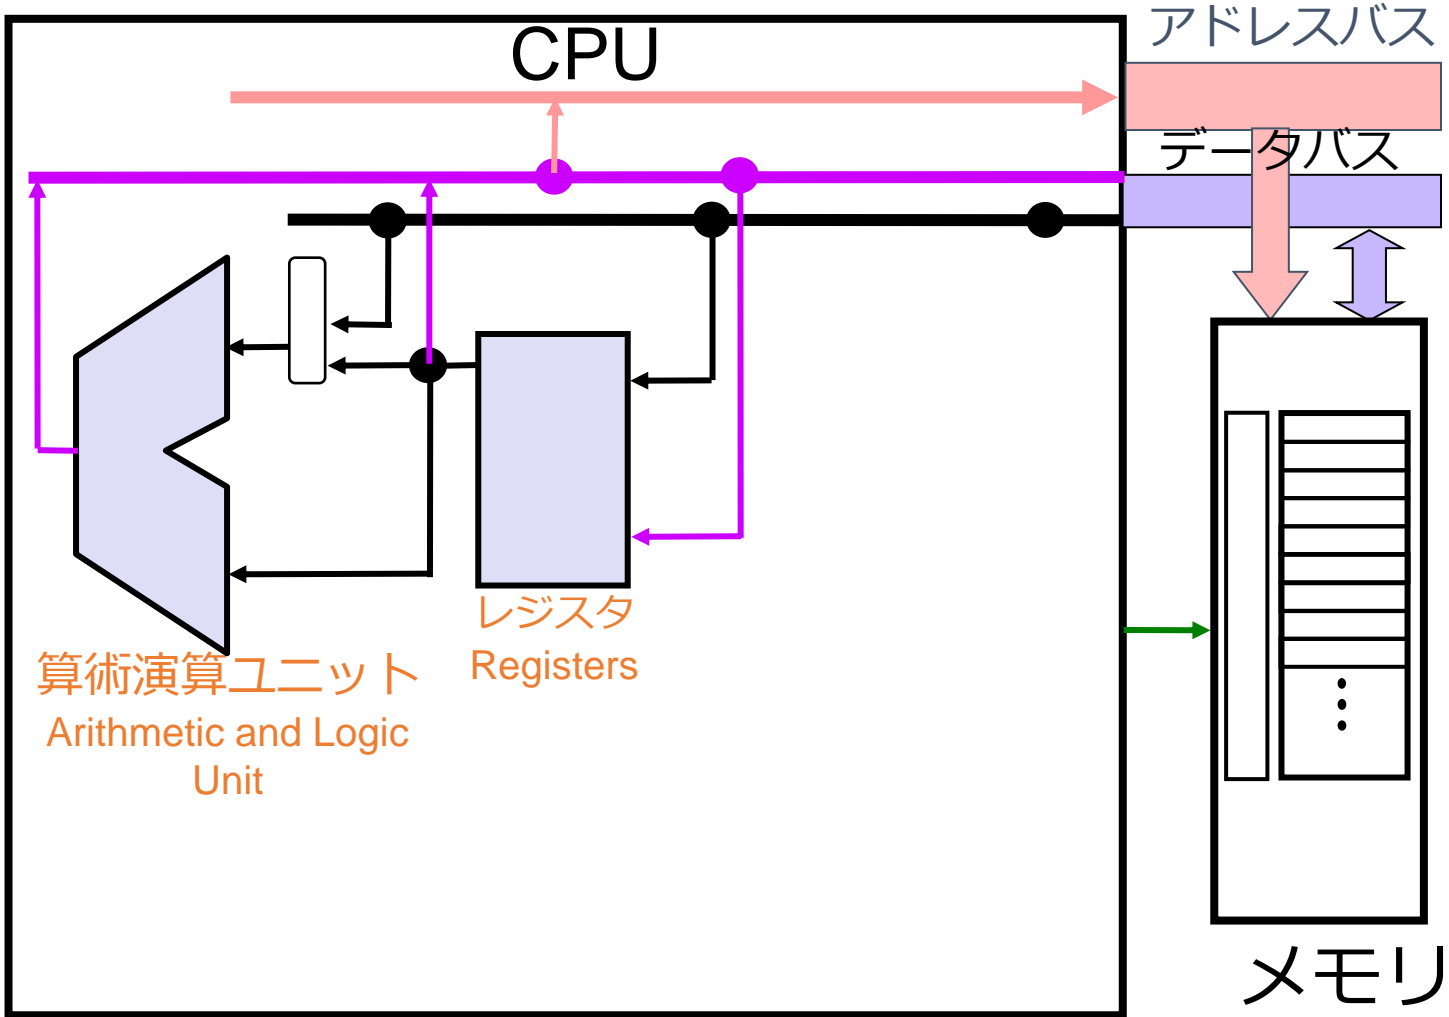 CPU
アドレスバス
データバス
レジスタ
Registers
算術演算ユニット
Arithmetic and Logic
Unit
メモリ